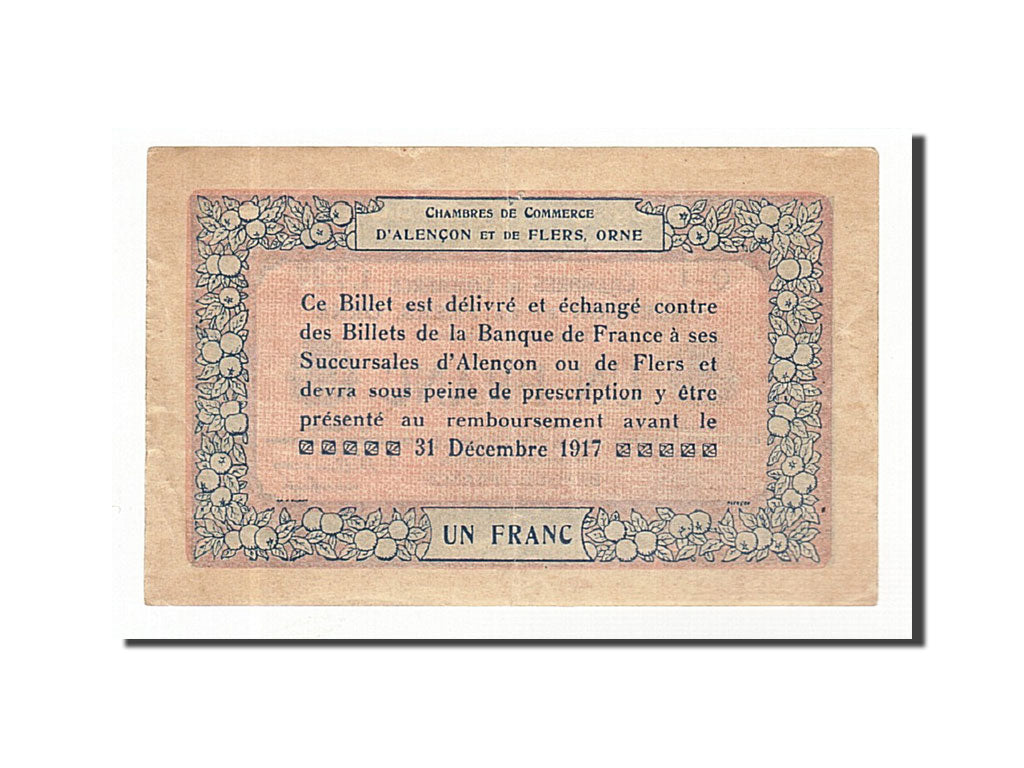 CHAMBRES DE COMMERCE
D'ALENÇON ET DE FLERS, ORNE
Ce Billet est délivré et échangé contre
des Billets de la Banque de France à ses
Succursales d'Alençon ou de Flers et
devra sous peine de prescription y être
présenté au remboursement avant le
31 Décembre 1917
UN FRANC